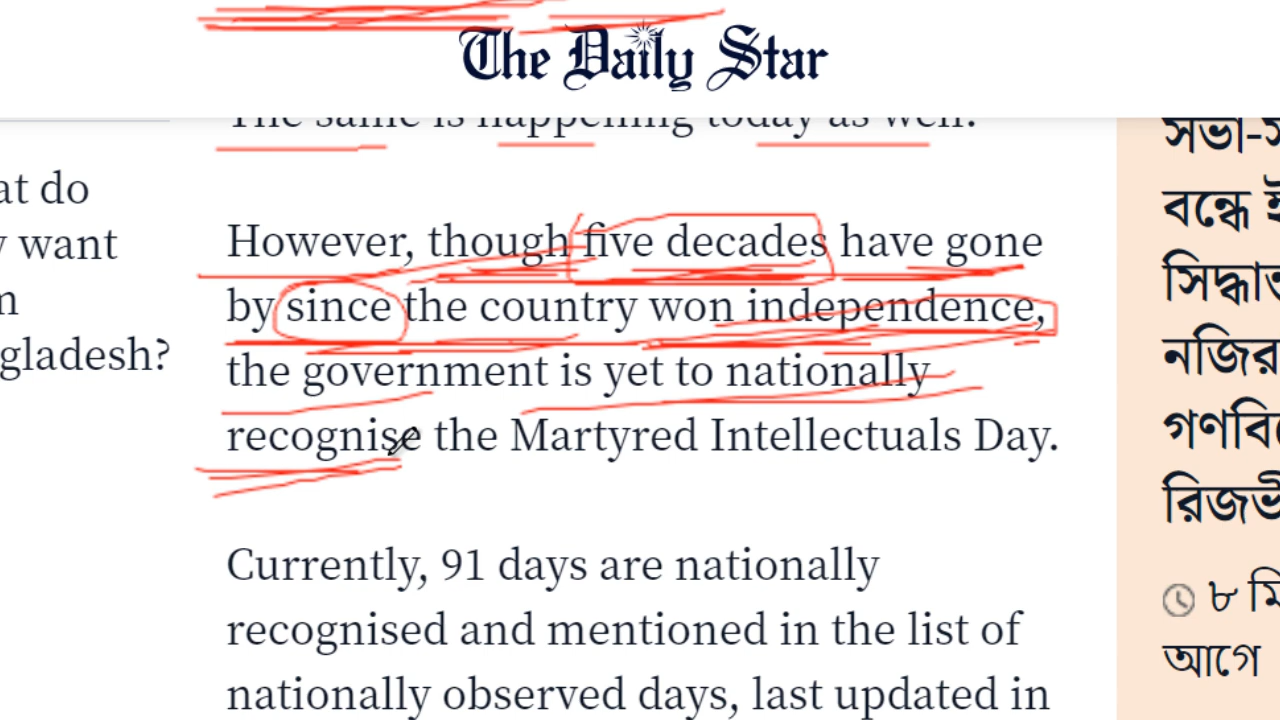 The Daily Star
The same is happening today as well.
at do
want
gladesh?
However, though five decades have gone
by since the country won independence,
the government is yet to nationally
recognise the Martyred Intellectuals Day.
Currently, 91 days are nationally
recognised and mentioned in the list of
nationally observed days, last updated in
সভা-
বন্ধে
নজির
রিজভী
৮ মি
আগে